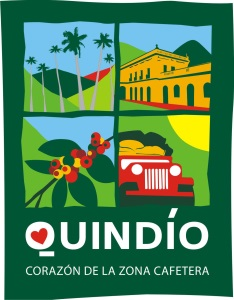 QUINDÍO
CORAZÓN DE LA ZONA CAFETERA